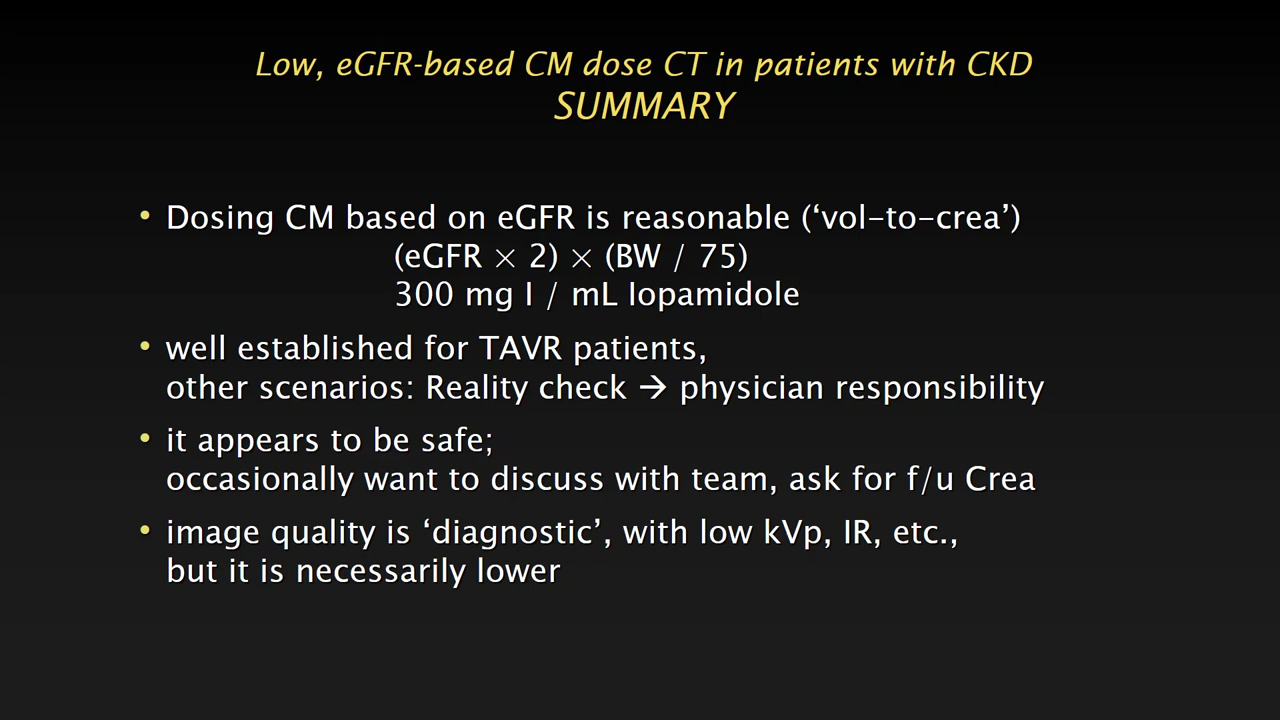 Low, eGFR-based CM dose CT in patients with CKD
SUMMARY
• Dosing CM based on eGFR is reasonable (‘vol-to-crea’)
(eGFR × 2) × (BW / 75)
300 mg I / mL Iopamidole
• well established for TAVR patients,
other scenarios: Reality check → physician responsibility
• it appears to be safe;
occasionally want to discuss with team, ask for f/u Crea
• image quality is ‘diagnostic’, with low kVp, IR, etc.,
but it is necessarily lower